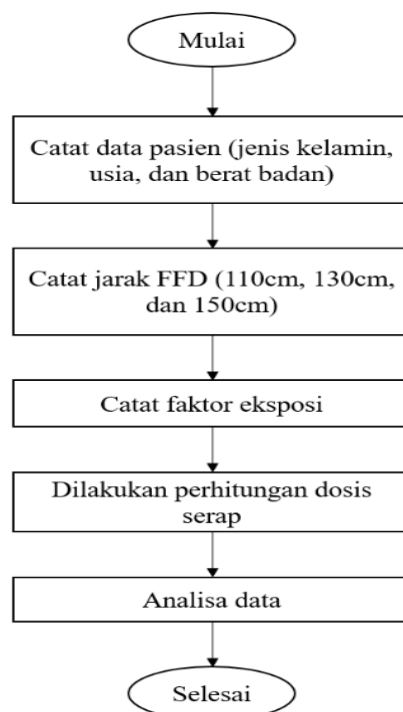 Mulai
Catat data pasien (jenis kelamin,
usia, dan berat badan)
Catat jarak FFD (110cm, 130cm,
dan 150cm)
Catat faktor eksposi
Dilakukan perhitungan dosis
serap
Analisa data
Selesai